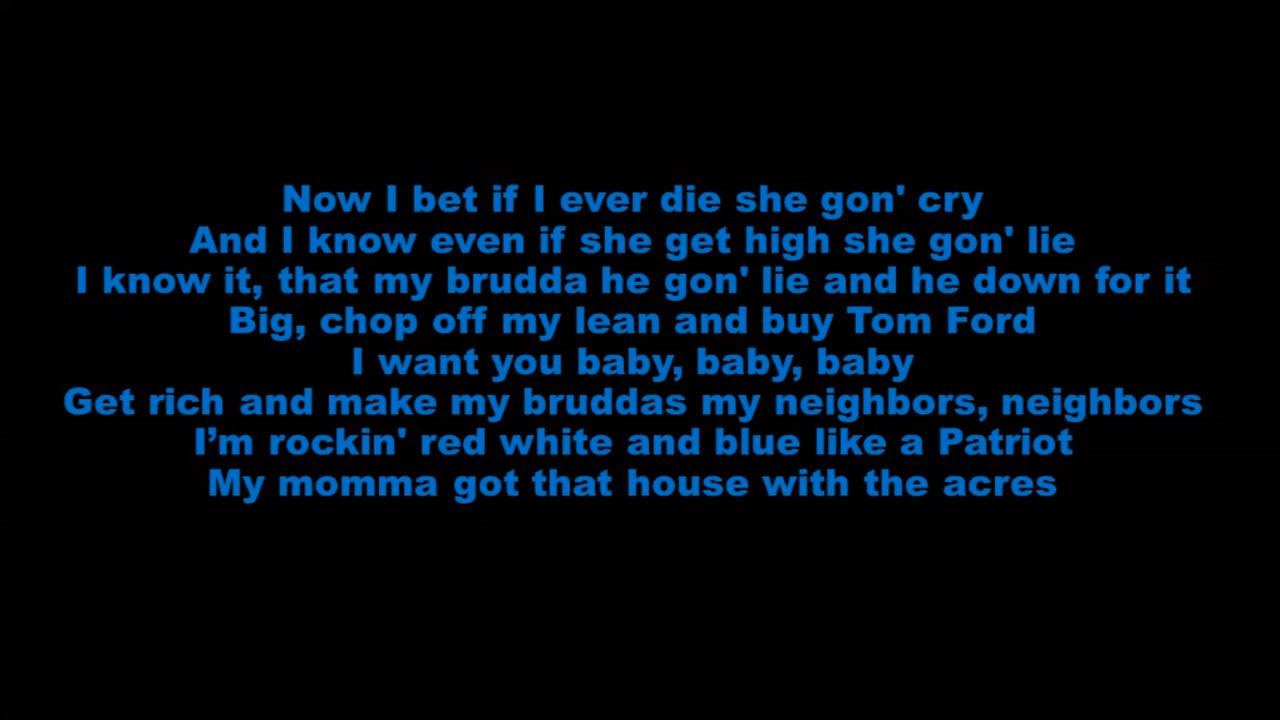 Now I bet if I ever die she gon' cry
And I know even if she get high she gon' lie
I know it, that my brudda he gon' lie and he down for it
Big, chop off my lean and buy Tom Ford
I want you baby, baby, baby
Get rich and make my bruddas my neighbors, neighbors
I’m rockin' red white and blue like a Patriot
My momma got that house with the acres